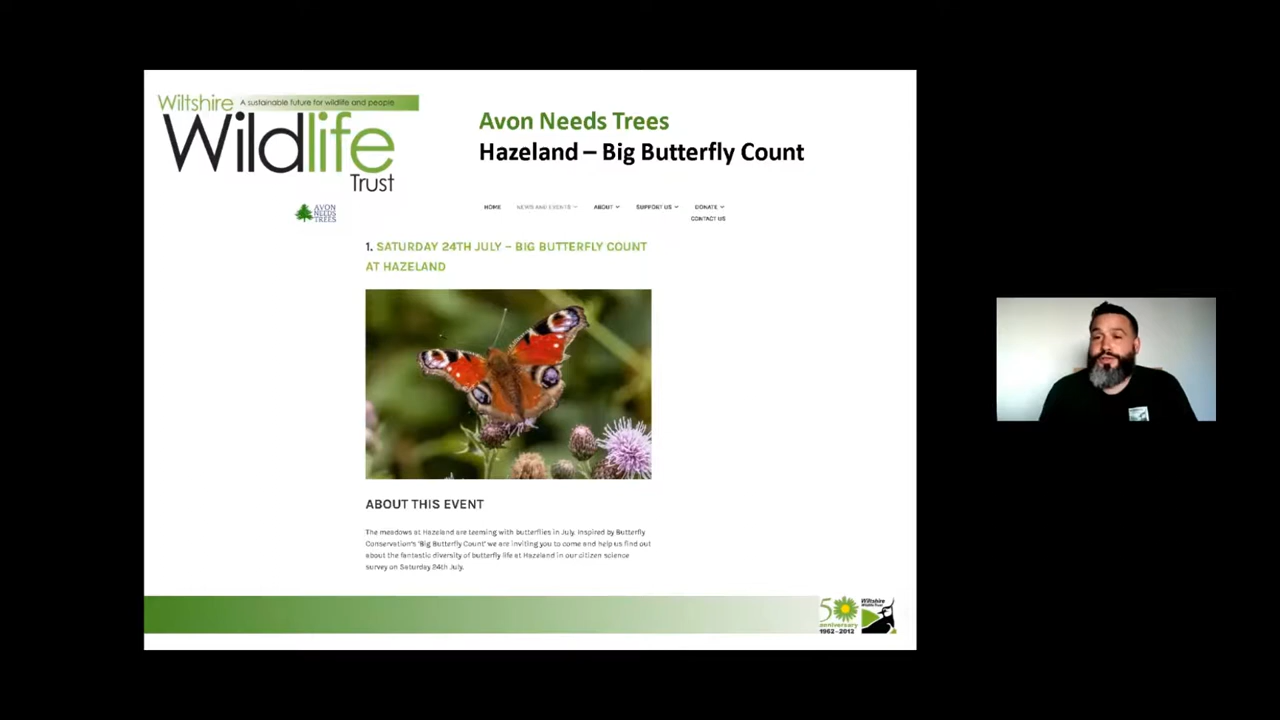 Wiltshire A sustainable future for wildlife and people
Wildlife
Trust
Avon Needs Trees
Hazeland – Big Butterfly Count
AVON
NEEDS
TREES
HOME NEWS AND EVENTS ABOUT SUPPORT US DONATE
CONTACT US
1. SATURDAY 24TH JULY – BIG BUTTERFLY COUNT
AT HAZELAND
ABOUT THIS EVENT
The meadows at Hazeland are teeming with butterflies in July. Inspired by Butterfly
Conservation's 'Big Butterfly Count' we are inviting you to come and help us find out
about the fantastic diversity of butterfly life at Hazeland in our citizen science
survey on Saturday 24th July.
50
anniversary
1962–2012
Wiltshire
Wildlife Trust